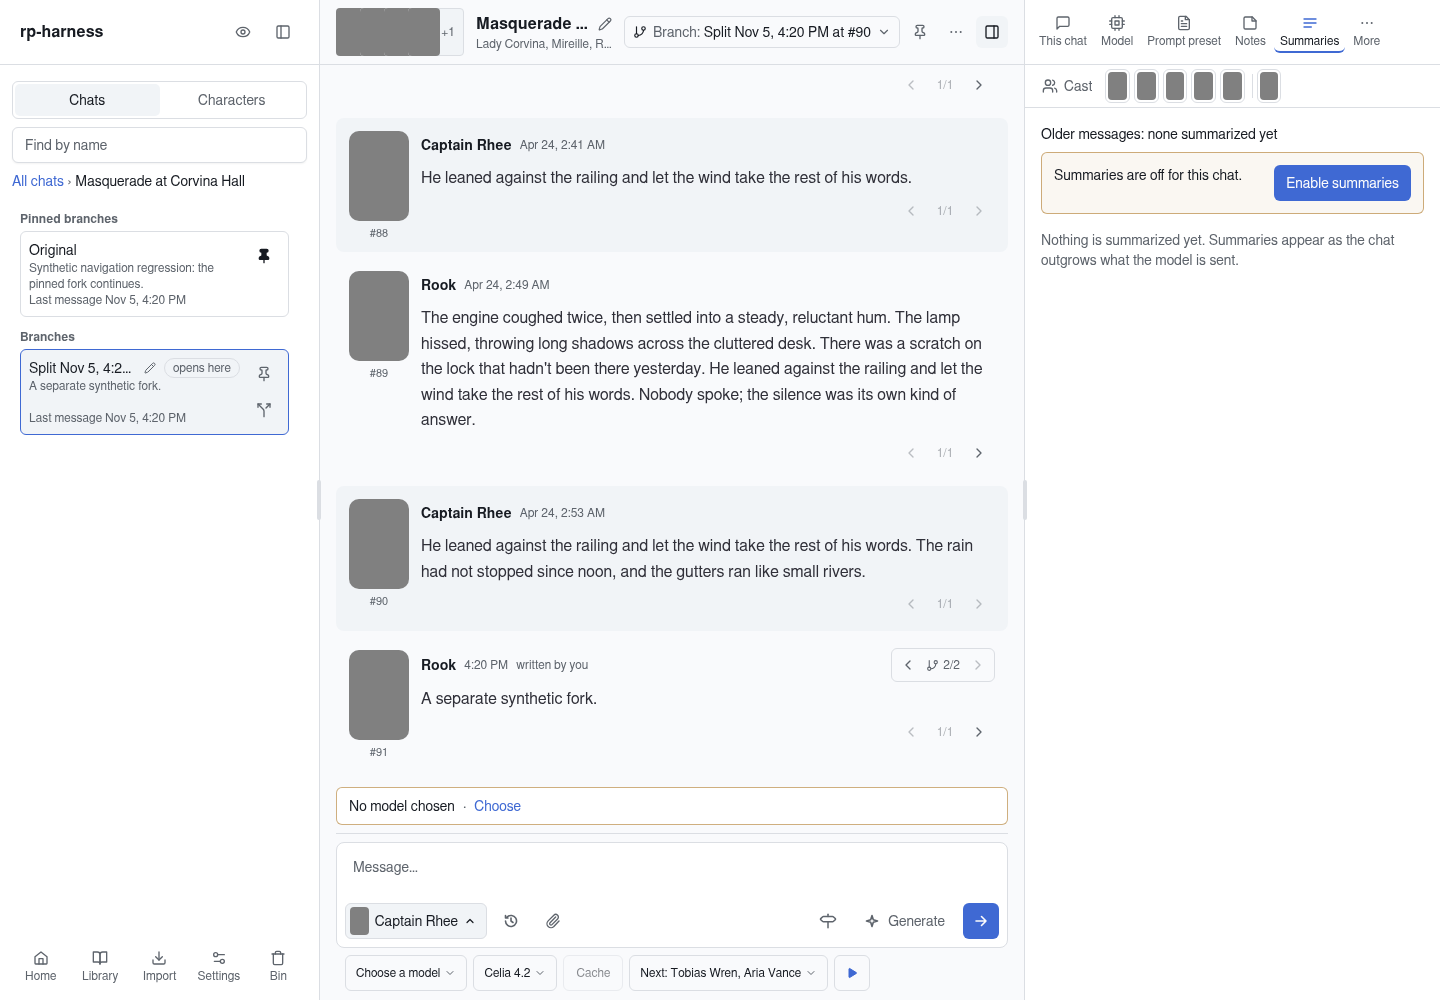 rp-harness
Chats
Characters
Find by name
All chats › Masquerade at Corvina Hall
Pinned branches
Original
Synthetic navigation regression: the
pinned fork continues.
Last message Nov 5, 4:20 PM
Branches
Split Nov 5, 4:2... opens here
A separate synthetic fork.
Last message Nov 5, 4:20 PM
Home
Library
Import
Settings
Bin
+1
Masquerade ...
Lady Corvina, Mireille, R...
Branch: Split Nov 5, 4:20 PM at #90
1/1
Captain Rhee Apr 24, 2:41 AM
He leaned against the railing and let the wind take the rest of his words.
1/1
#88
Rook Apr 24, 2:49 AM
The engine coughed twice, then settled into a steady, reluctant hum. The lamp
hissed, throwing long shadows across the cluttered desk. There was a scratch on
the lock that hadn't been there yesterday. He leaned against the railing and let the
wind take the rest of his words. Nobody spoke; the silence was its own kind of
answer.
#89
1/1
Captain Rhee Apr 24, 2:53 AM
He leaned against the railing and let the wind take the rest of his words. The rain
had not stopped since noon, and the gutters ran like small rivers.
#90
1/1
Rook 4:20 PM written by you
2/2
A separate synthetic fork.
1/1
#91
No model chosen · Choose
Message...
Captain Rhee
Generate
Choose a model
Celia 4.2
Cache
Next: Tobias Wren, Aria Vance
This chat
Model
Prompt preset
Notes
Summaries
More
Cast
Older messages: none summarized yet
Summaries are off for this chat.
Enable summaries
Nothing is summarized yet. Summaries appear as the chat
outgrows what the model is sent.